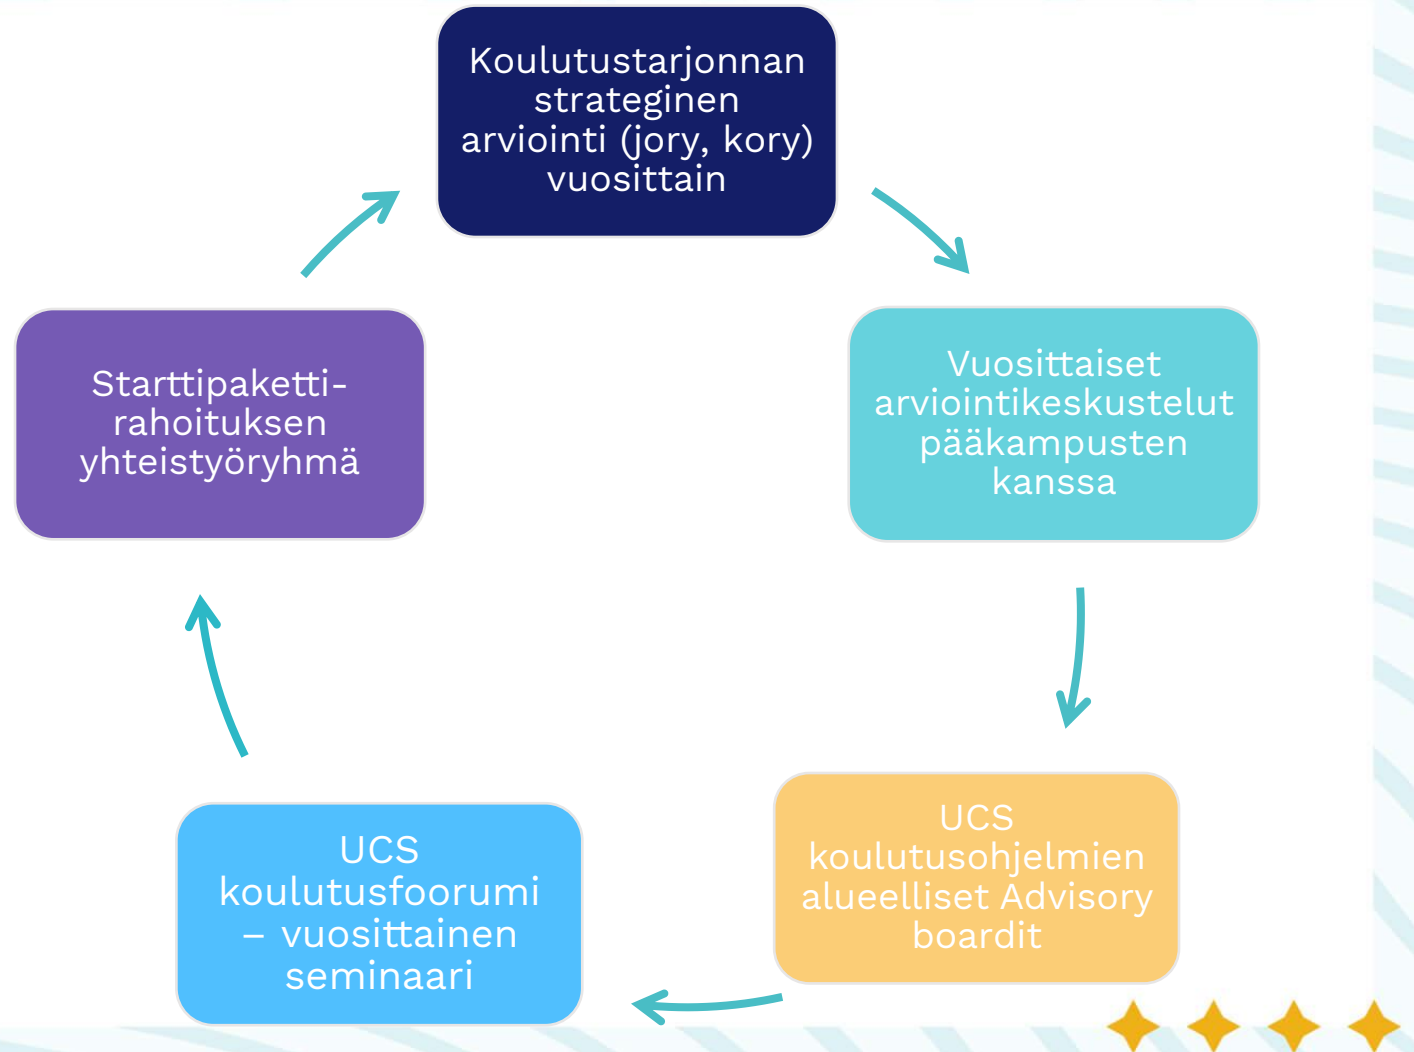 Koulutustarjonnan
strateginen
arviointi (jory, kory)
vuosittain
Vuosittaiset
arviointikeskustelut
pääkampusten
kanssa
UCS
koulutusohjelmien
alueelliset Advisory
boardit
UCS
koulutusfoorumi
– vuosittainen
seminaari
Starttipaketti-
rahoituksen
yhteistyöryhmä